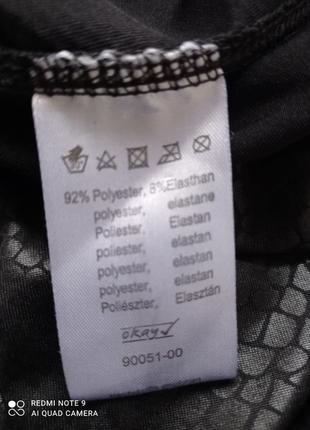 92% Polyester, 8%Elasthan
polyester, elastane
Poliester, Elastan
poliester, elastan
polyester, elastan
polyester, elastan
Poliészter, Elasztán
okay
90051-00
REDMI NOTE 9
AI QUAD CAMERA